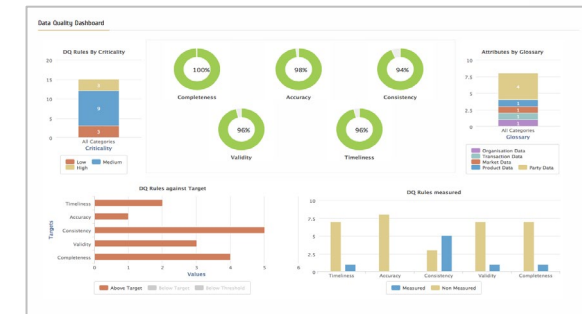 Data Quality Dashboard
DQ Rules By Criticality
20
15
10
5
0
3
9
3
All Categories
Criticality
Low
Medium
High
100%
Completeness
98%
Accuracy
94%
Consistency
96%
Validity
96%
Timeliness
Attributes by Glossary
10
7.5
5
2.5
0
4
1
1
1
1
All Categories
Glossary
Organisation Data
Transaction Data
Market Data
Product Data
Party Data
DQ Rules against Target
Targets
Timeliness
Accuracy
Consistency
Validity
Completeness
0
1
2
3
4
5
6
Values
Above Target
Below Target
Below Threshold
DQ Rules measured
10
7.5
5
2.5
0
Timeliness
Accuracy
Consistency
Validity
Completeness
Measured
Non Measured